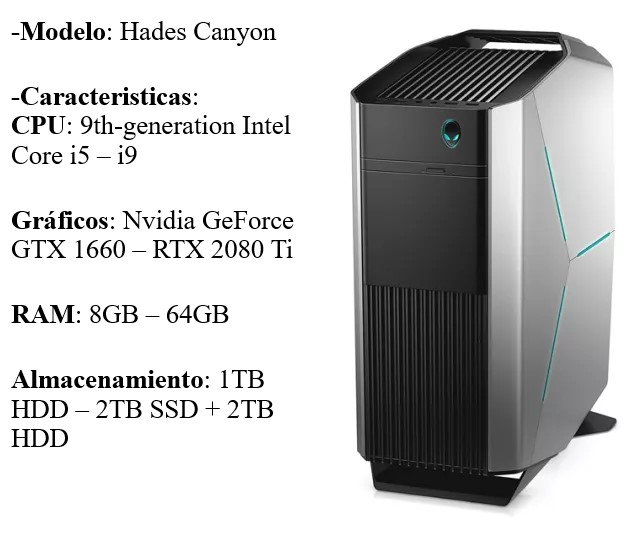 -Modelo: Hades Canyon
-Caracteristicas:
CPU: 9th-generation Intel
Core i5 – i9
Gráficos: Nvidia GeForce
GTX 1660 – RTX 2080 Ti
RAM: 8GB – 64GB
Almacenamiento: 1TB
HDD – 2TB SSD + 2TB
HDD